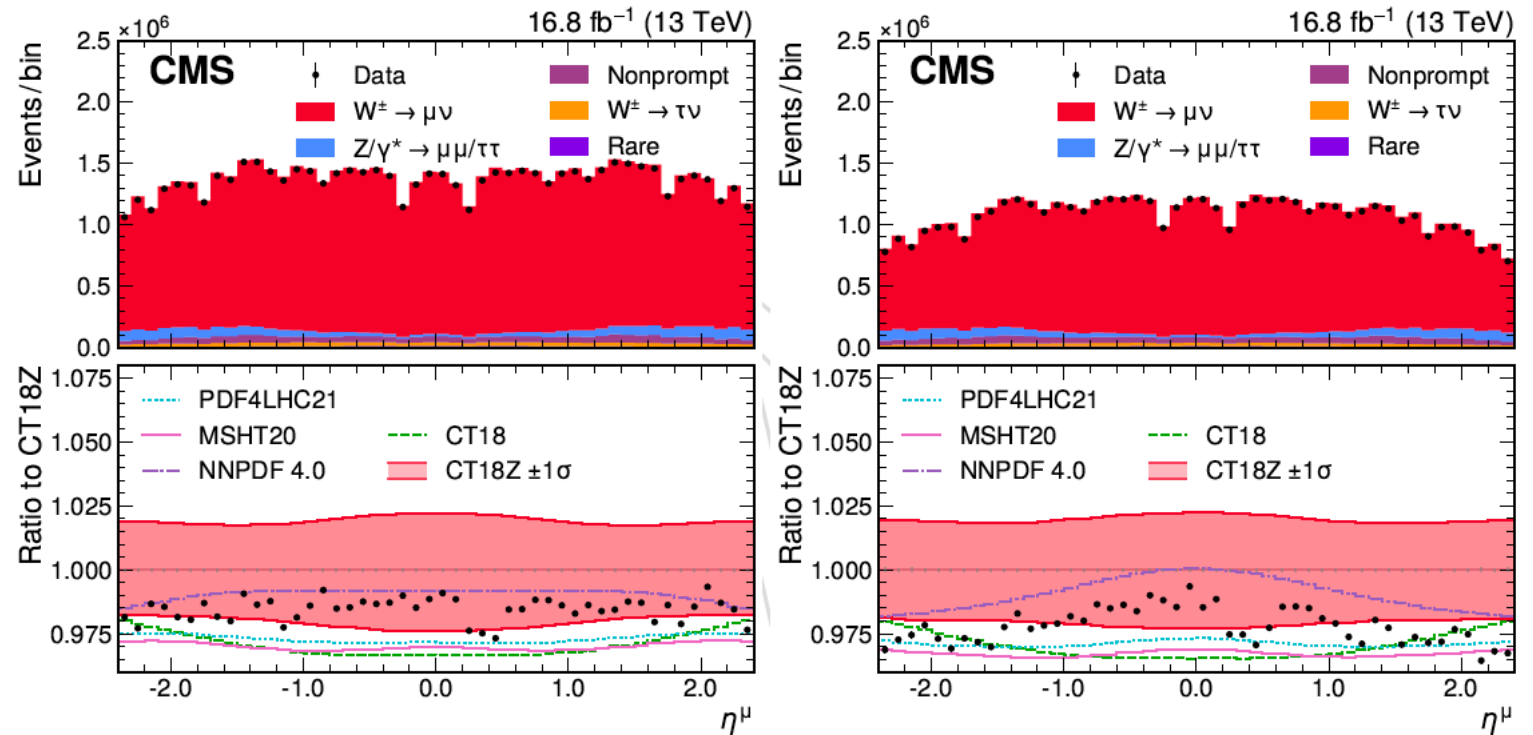 ×10⁶ 16.8 fb⁻¹ (13 TeV)
CMS
Data
Nonprompt
W± → μν
W± → τν
Z/γ* → μμ/ττ
Rare
Events / bin
2.5
2.0
1.5
1.0
0.5
0.0
Ratio to CT18Z
1.075
1.050
1.025
1.000
0.975
PDF4LHC21
MSHT20
CT18
NNPDF 4.0
CT18Z ±1σ
-2.0 -1.0 0.0 1.0 2.0
η^μ
×10⁶ 16.8 fb⁻¹ (13 TeV)
CMS
Data
Nonprompt
W± → μν
W± → τν
Z/γ* → μμ/ττ
Rare
Events / bin
2.5
2.0
1.5
1.0
0.5
0.0
Ratio to CT18Z
1.075
1.050
1.025
1.000
0.975
PDF4LHC21
MSHT20
CT18
NNPDF 4.0
CT18Z ±1σ
-2.0 -1.0 0.0 1.0 2.0
η^μ